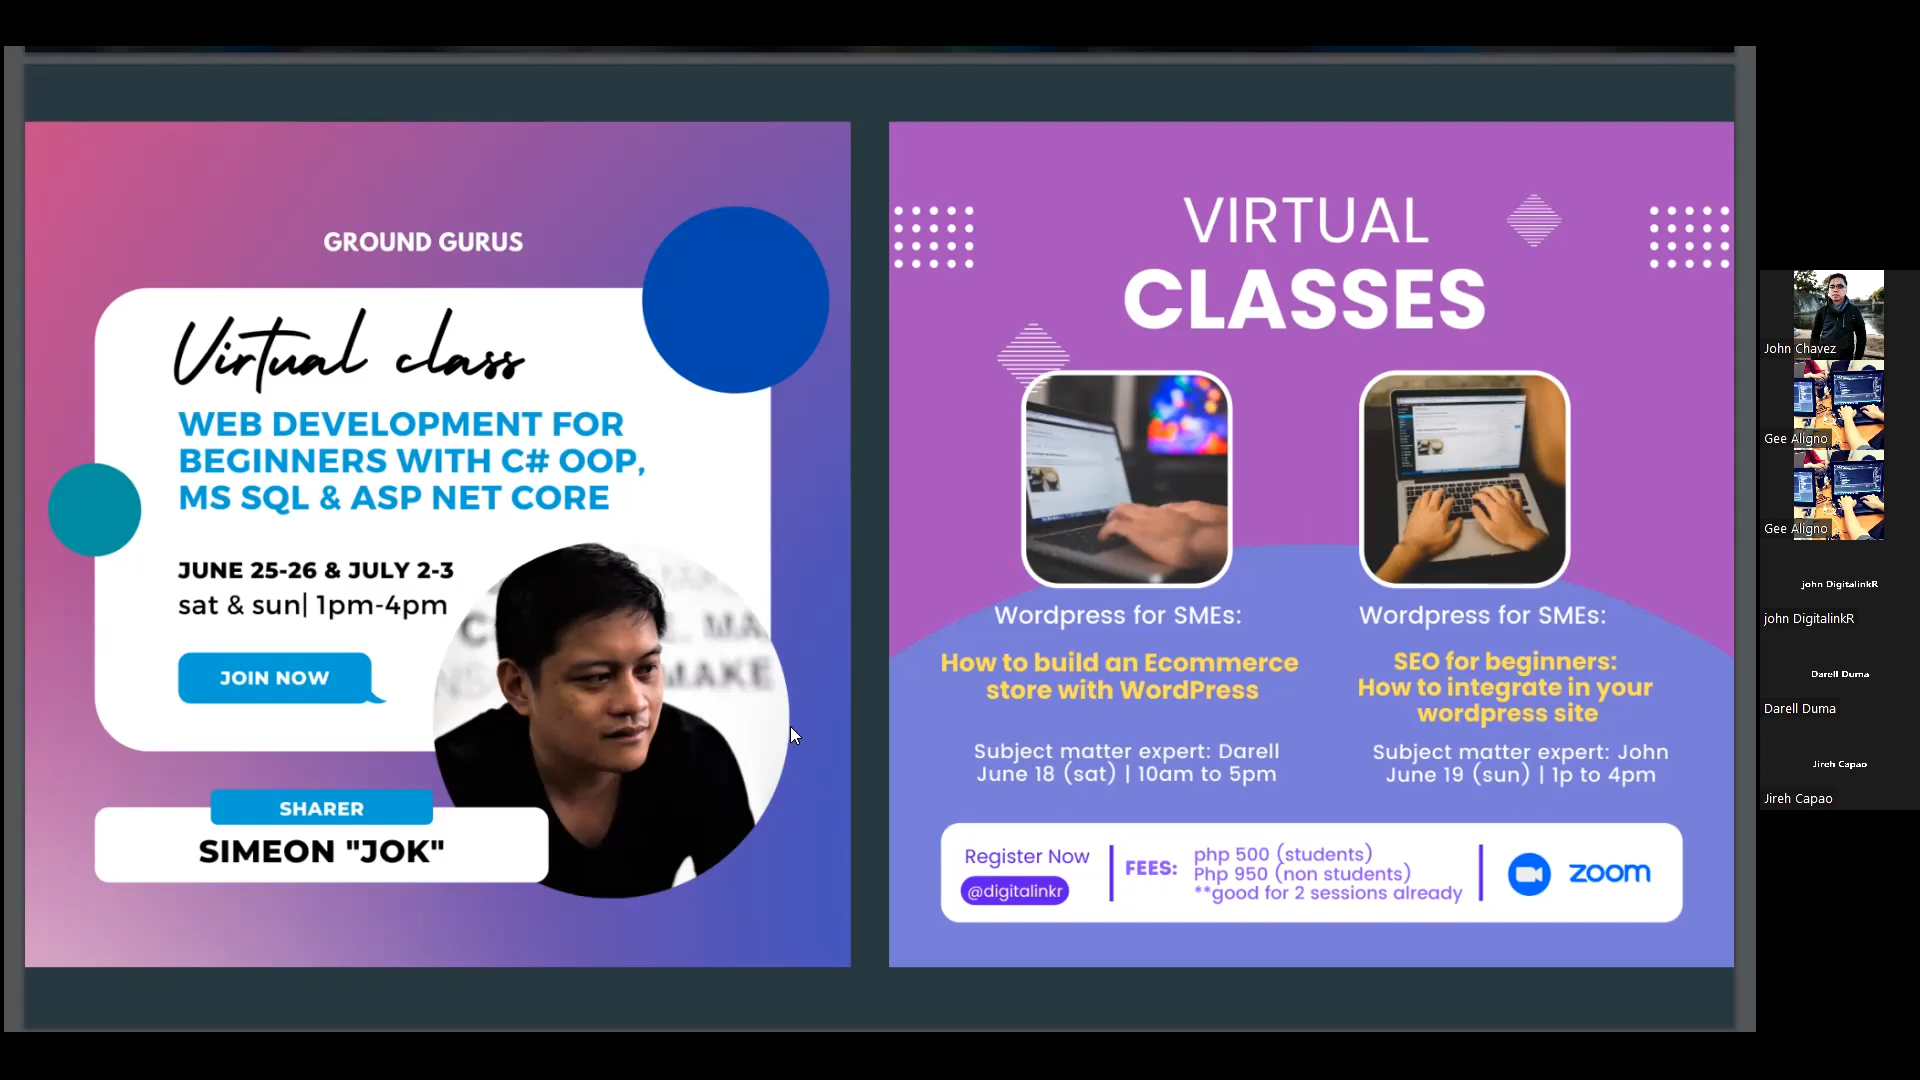 GROUND GURUS
Virtual class
WEB DEVELOPMENT FOR
BEGINNERS WITH C# OOP,
MS SQL & ASP NET CORE
JUNE 25-26 & JULY 2-3
sat & sun| 1pm-4pm
JOIN NOW
SHARER
SIMEON "JOK"
VIRTUAL
CLASSES
Wordpress for SMEs:
How to build an Ecommerce
store with WordPress
Subject matter expert: Darell
June 18 (sat) | 10am to 5pm
Wordpress for SMEs:
SEO for beginners:
How to integrate in your
wordpress site
Subject matter expert: John
June 19 (sun) | 1p to 4pm
Register Now
@digitalinkr
FEES:
php 500 (students)
Php 950 (non students)
**good for 2 sessions already
zoom
John Chavez
Gee Aligno
Gee Aligno
john DigitalinkR
john DigitalinkR
Darell Duma
Darell Duma
Jireh Capao
Jireh Capao